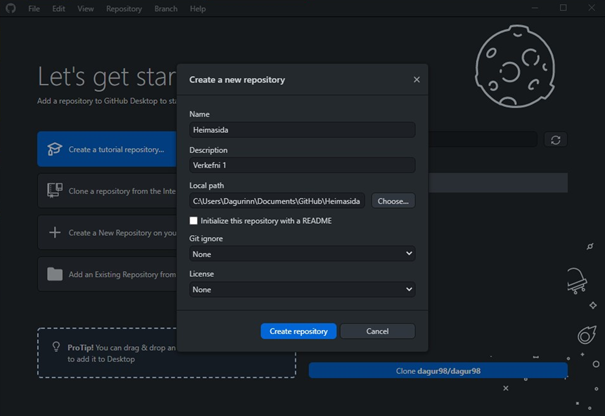 File Edit View Repository Branch Help
Let's get star
Add a repository to GitHub Desktop to sta
Create a tutorial repository...
Clone a repository from the Inte
Create a New Repository on you
Add an Existing Repository from
ProTip! You can drag & drop an
to add it to Desktop
Create a new repository
Name
Heimasida
Description
Verkefni 1
Local path
C:\Users\Dagurinn\Documents\GitHub\Heimasida
Choose...
Initialize this repository with a README
Git ignore
None
License
None
Create repository
Cancel
Clone dagur98/dagur98